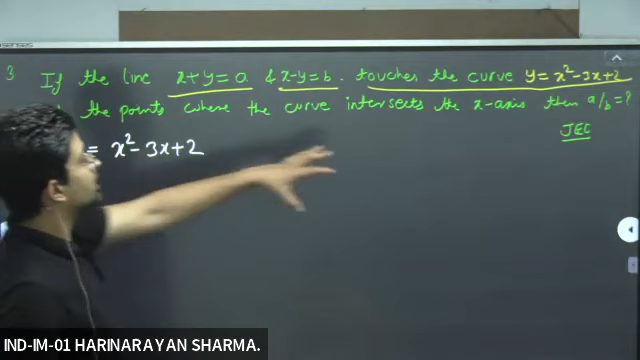 enses
3 If the line x+y=a & x-y=b. touches the curve y = x²-3x+2
the points where the curve intersects the x-axis then a/b=?
JEE
= x²-3x+2
IND-IM-01 HARINARAYAN SHARMA.